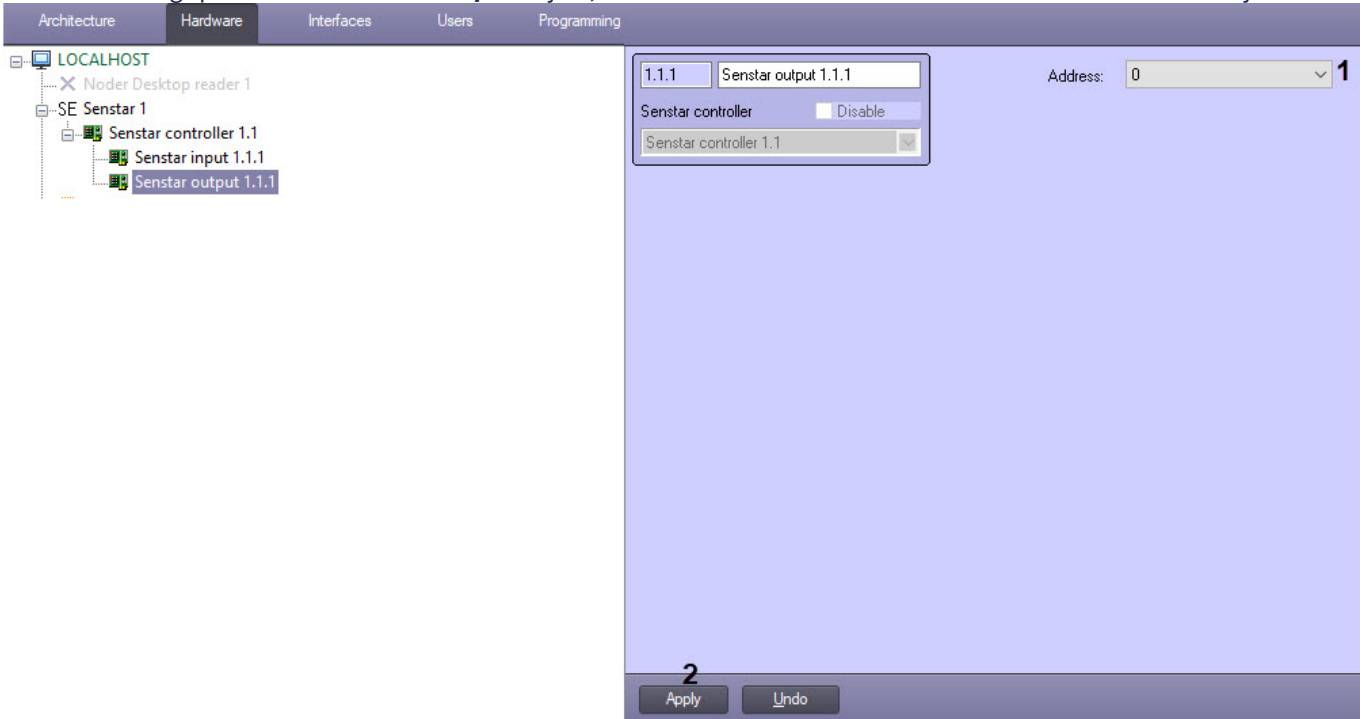 Architecture Hardware Interfaces Users Programming
LOCALHOST
Noder Desktop reader 1
SE Senstar 1
Senstar controller 1.1
Senstar input 1.1.1
Senstar output 1.1.1
1.1.1 Senstar output 1.1.1
Senstar controller Disable
Senstar controller 1.1
Address: 0 1
2
Apply Undo